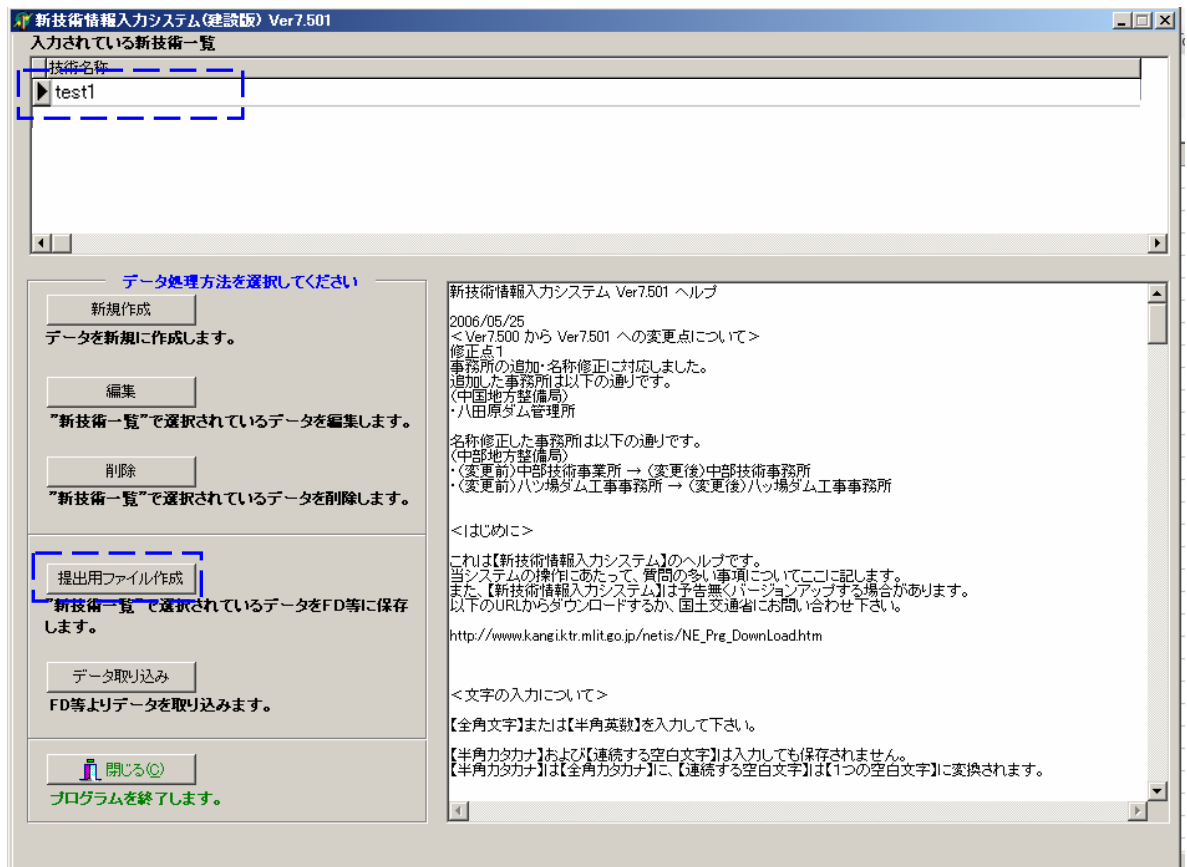 新技術情報入力システム(建設版) Ver7.501
入力されている新技術一覧
技術名称
test1
データ処理方法を選択してください
新規作成
データを新規に作成します。
編集
"新技術一覧"で選択されているデータを編集します。
削除
"新技術一覧"で選択されているデータを削除します。
提出用ファイル作成
"新技術一覧"で選択されているデータをFD等に保存
します。
データ取り込み
FD等よりデータを取り込みます。
閉じる(C)
プログラムを終了します。
新技術情報入力システム Ver7.501 ヘルプ
2006/05/25
<Ver7.500 から Ver7.501 への変更点について>
修正点1
事務所の追加・名称修正に対応しました。
追加した事務所は以下の通りです。
(中国地方整備局)
・八田原ダム管理所
名称修正した事務所は以下の通りです。
(中部地方整備局)
・(変更前)中部技術事業所 → (変更後)中部技術事務所
・(変更前)八ツ場ダム工事事務所 → (変更後)八ッ場ダム工事事務所
<はじめに>
これは【新技術情報入力システム】のヘルプです。
当システムの操作にあたって、質問の多い事項についてここに記します。
また、【新技術情報入力システム】は予告無くバージョンアップする場合があります。
以下のURLからダウンロードするか、国土交通省にお問い合わせ下さい。
http://www.kangi.ktr.mlit.go.jp/netis/NE_Prg_DownLoad.htm
<文字の入力について>
【全角文字】または【半角英数】を入力して下さい。
【半角カタカナ】および【連続する空白文字】は入力しても保存されません。
【半角カタカナ】は【全角カタカナ】に、【連続する空白文字】は【1つの空白文字】に変換されます。